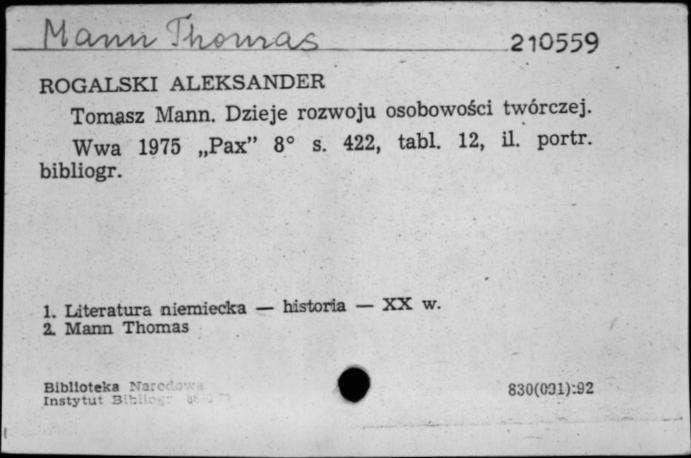 Mann Thomas 210559
ROGALSKI ALEKSANDER
Tomasz Mann. Dzieje rozwoju osobowości twórczej.
Wwa 1975 „Pax” 8° s. 422, tabl. 12, il. portr.
bibliogr.
1. Literatura niemiecka — historia — XX w.
2. Mann Thomas
Biblioteka Narodowa
830(091):92
Instytut